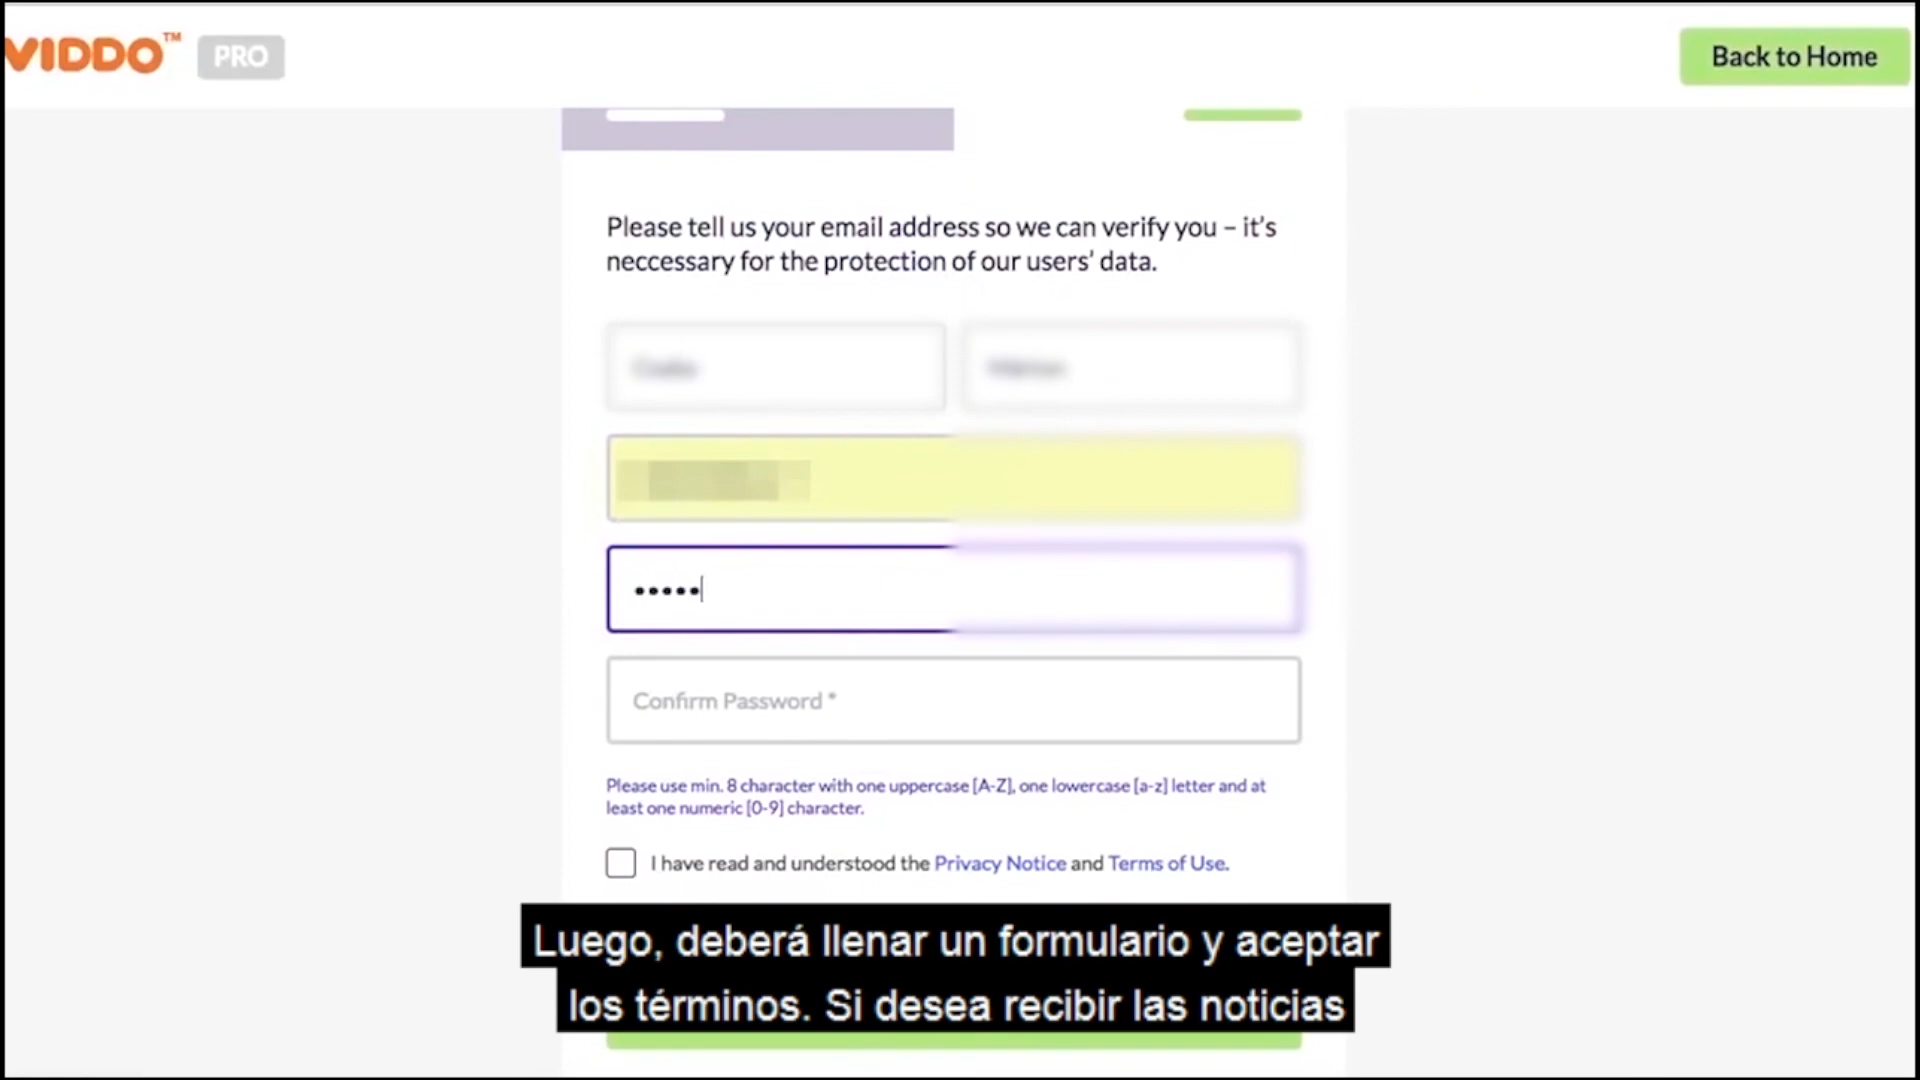 VIDDO™ PRO
Back to Home
Please tell us your email address so we can verify you – it's
neccessary for the protection of our users' data.
•••••
Confirm Password *
Please use min. 8 character with one uppercase [A-Z], one lowercase [a-z] letter and at
least one numeric [0-9] character.
I have read and understood the Privacy Notice and Terms of Use.
Luego, deberá llenar un formulario y aceptar
los términos. Si desea recibir las noticias